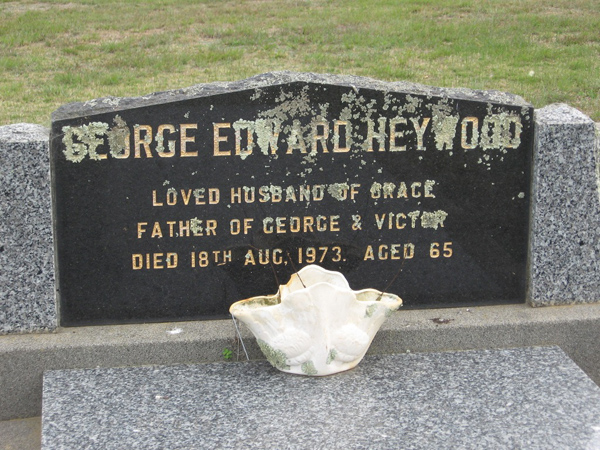 GEORGE EDWARD HEYWOOD
LOVED HUSBAND OF GRACE
FATHER OF GEORGE & VICTOR
DIED 18TH AUG. 1973. AGED 65